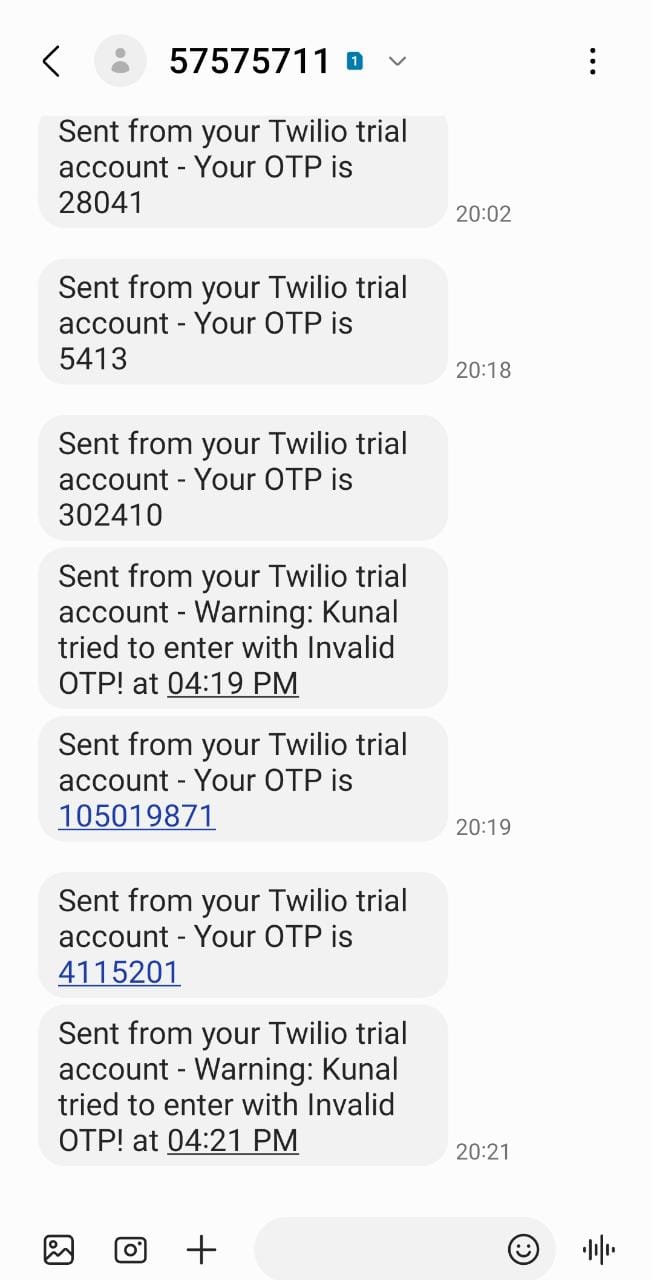 57575711 1
Sent from your Twilio trial
account - Your OTP is
28041
20:02
Sent from your Twilio trial
account - Your OTP is
5413
20:18
Sent from your Twilio trial
account - Your OTP is
302410
Sent from your Twilio trial
account - Warning: Kunal
tried to enter with Invalid
OTP! at 04:19 PM
Sent from your Twilio trial
account - Your OTP is
105019871
20:19
Sent from your Twilio trial
account - Your OTP is
4115201
Sent from your Twilio trial
account - Warning: Kunal
tried to enter with Invalid
OTP! at 04:21 PM
20:21